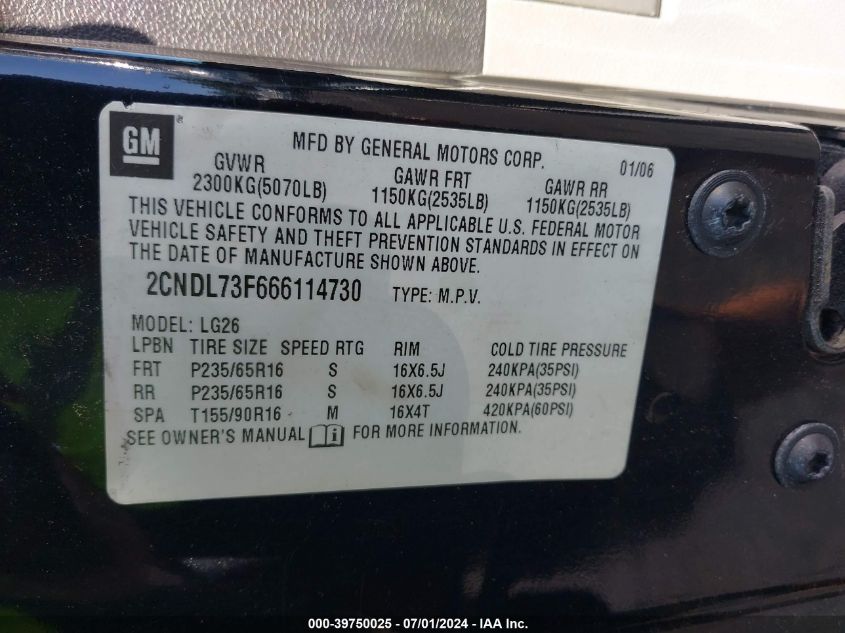 GM
MFD BY GENERAL MOTORS CORP. 01/06
GVWR GAWR FRT GAWR RR
2300KG(5070LB) 1150KG(2535LB) 1150KG(2535LB)
THIS VEHICLE CONFORMS TO ALL APPLICABLE U.S. FEDERAL MOTOR
VEHICLE SAFETY AND THEFT PREVENTION STANDARDS IN EFFECT ON
THE DATE OF MANUFACTURE SHOWN ABOVE.
2CNDL73F666114730 TYPE: M.P.V.
MODEL: LG26
LPBN TIRE SIZE SPEED RTG RIM COLD TIRE PRESSURE
FRT P235/65R16 S 16X6.5J 240KPA(35PSI)
RR P235/65R16 S 16X6.5J 240KPA(35PSI)
SPA T155/90R16 M 16X4T 420KPA(60PSI)
SEE OWNER'S MANUAL FOR MORE INFORMATION.
000-39750025 - 07/01/2024 - IAA Inc.